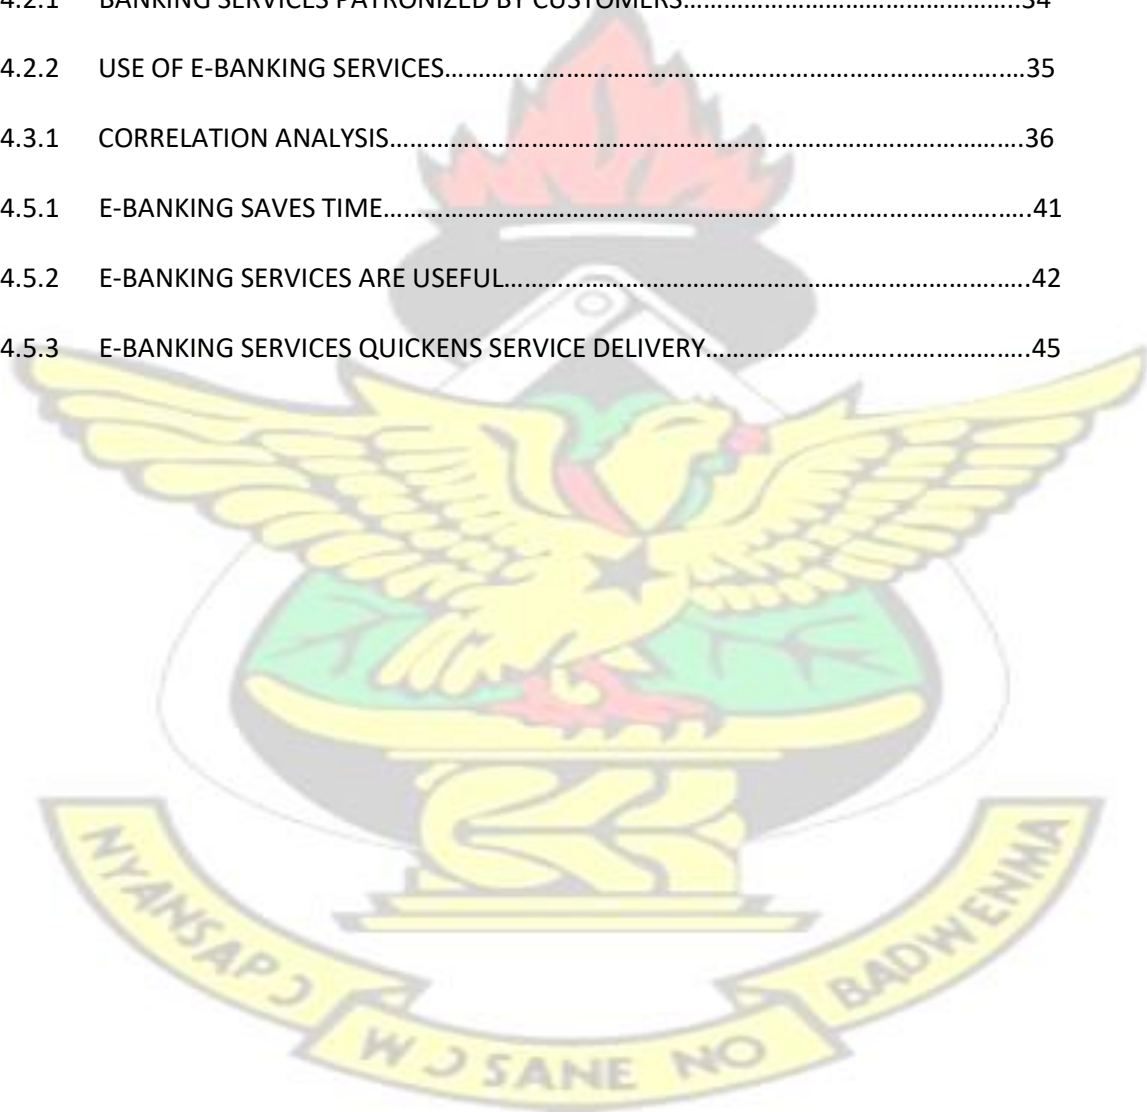 4.2.1 BANKING SERVICES PATRONIZED BY CUSTOMERS……………………………………………..34
4.2.2 USE OF E-BANKING SERVICES……………………………………………………………………….…35
4.3.1 CORRELATION ANALYSIS…………………………………………………………………………….36
4.5.1 E-BANKING SAVES TIME…………………………………………………………………………..41
4.5.2 E-BANKING SERVICES ARE USEFUL………………………………………………………….…..42
4.5.3 E-BANKING SERVICES QUICKENS SERVICE DELIVERY…………………………………..45
NYANSAPƆ
WƆSANE NO
BADWENMA